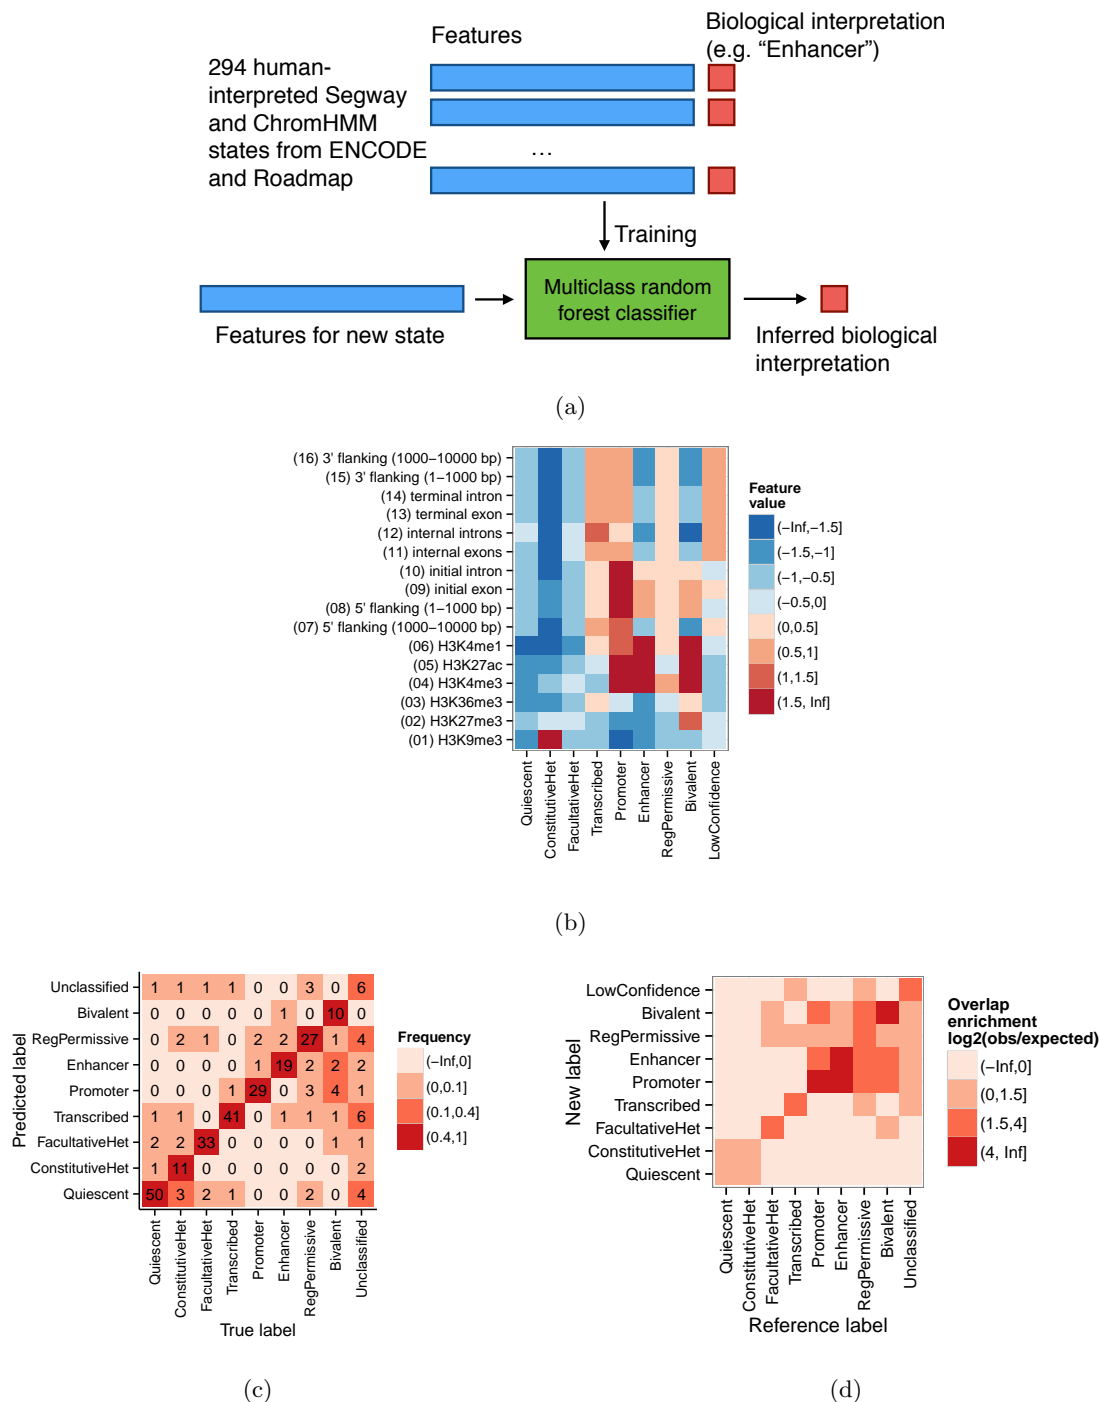 Features
Biological interpretation
(e.g. “Enhancer”)
294 human-
interpreted Segway
and ChromHMM
states from ENCODE
and Roadmap
...
Training
Multiclass random
forest classifier
Features for new state
Inferred biological
interpretation
(a)
(16) 3' flanking (1000−10000 bp)
(15) 3' flanking (1−1000 bp)
(14) terminal intron
(13) terminal exon
(12) internal introns
(11) internal exons
(10) initial intron
(09) initial exon
(08) 5' flanking (1−1000 bp)
(07) 5' flanking (1000−10000 bp)
(06) H3K4me1
(05) H3K27ac
(04) H3K4me3
(03) H3K36me3
(02) H3K27me3
(01) H3K9me3
Quiescent
ConstitutiveHet
FacultativeHet
Transcribed
Promoter
Enhancer
RegPermissive
Bivalent
LowConfidence
Feature
value
(−Inf,−1.5]
(−1.5,−1]
(−1,−0.5]
(−0.5,0]
(0,0.5]
(0.5,1]
(1,1.5]
(1.5, Inf]
(b)
Predicted label
Unclassified 1 1 1 1 0 0 3 0 6
Bivalent 0 0 0 0 0 1 0 10 0
RegPermissive 0 2 1 0 2 2 27 1 4
Enhancer 0 0 0 0 1 19 2 2 2
Promoter 0 0 0 1 29 0 3 4 1
Transcribed 1 1 0 41 0 1 1 1 6
FacultativeHet 2 2 33 0 0 0 0 1 1
ConstitutiveHet 1 11 0 0 0 0 0 0 2
Quiescent 50 3 2 1 0 0 2 0 4
Quiescent
ConstitutiveHet
FacultativeHet
Transcribed
Promoter
Enhancer
RegPermissive
Bivalent
Unclassified
True label
Frequency
(−Inf,0]
(0,0.1]
(0.1,0.4]
(0.4,1]
(c)
New label
LowConfidence
Bivalent
RegPermissive
Enhancer
Promoter
Transcribed
FacultativeHet
ConstitutiveHet
Quiescent
Quiescent
ConstitutiveHet
FacultativeHet
Transcribed
Promoter
Enhancer
RegPermissive
Bivalent
Unclassified
Reference label
Overlap
enrichment
log2(obs/expected)
(−Inf,0]
(0,1.5]
(1.5,4]
(4, Inf]
(d)